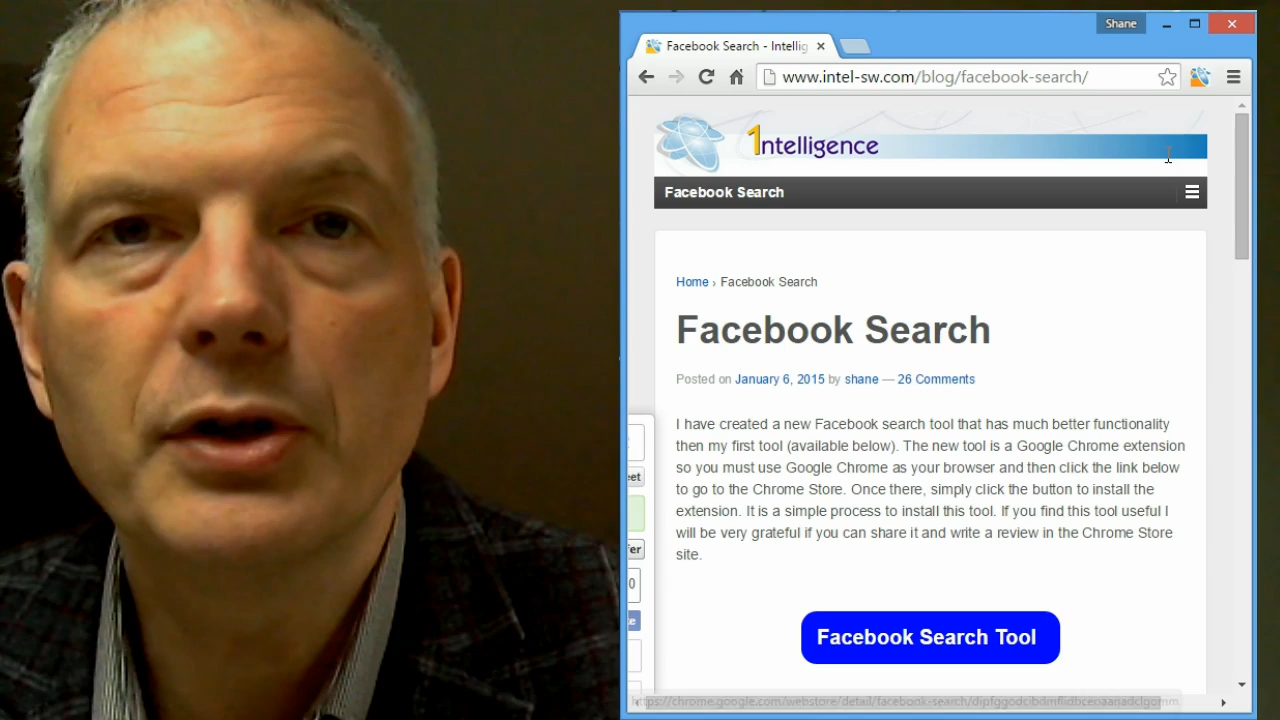 Shane
Facebook Search - Intellig
www.intel-sw.com/blog/facebook-search/
1ntelligence
Facebook Search
Home › Facebook Search
Facebook Search
Posted on January 6, 2015 by shane — 26 Comments
I have created a new Facebook search tool that has much better functionality
then my first tool (available below). The new tool is a Google Chrome extension
so you must use Google Chrome as your browser and then click the link below
to go to the Chrome Store. Once there, simply click the button to install the
extension. It is a simple process to install this tool. If you find this tool useful I
will be very grateful if you can share it and write a review in the Chrome Store
site.
eet
fer
0
e
Facebook Search Tool